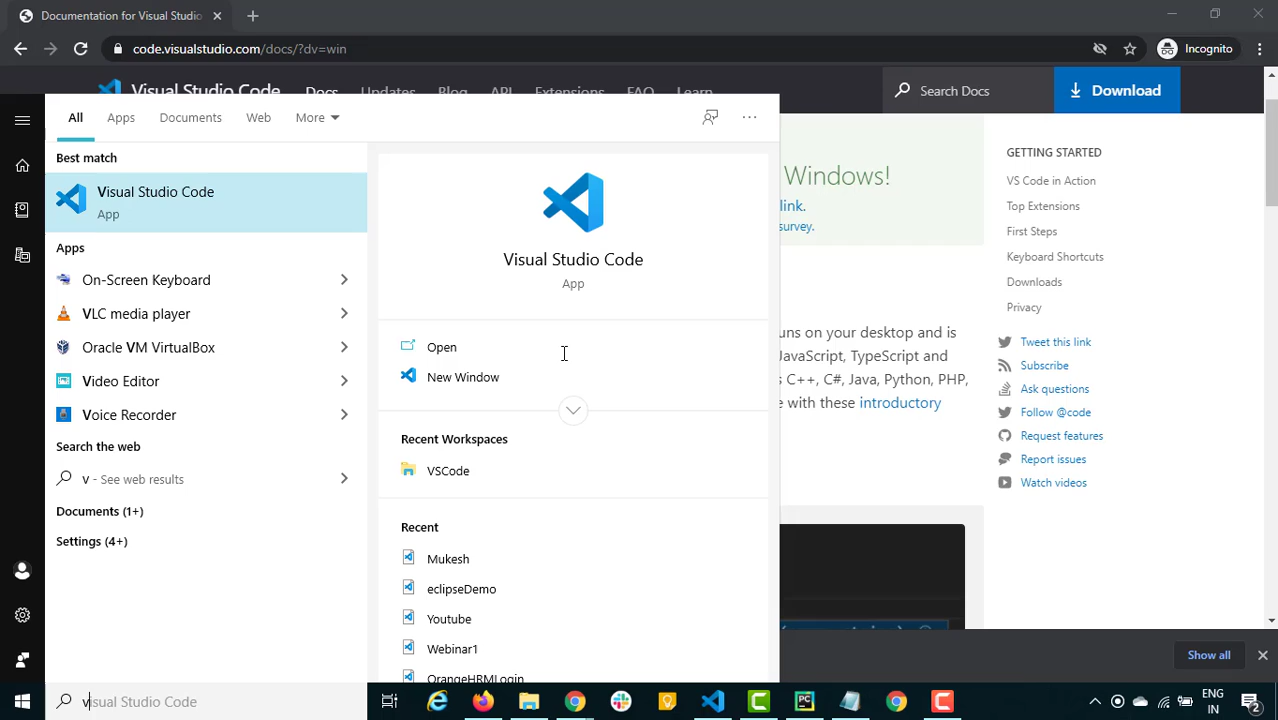 Documentation for Visual Studio
code.visualstudio.com/docs/?dv=win
Incognito
Visual Studio Code
Docs
Updates
Blog
API
Extensions
FAQ
Learn
Search Docs
Download
All
Apps
Documents
Web
More
Best match
Visual Studio Code
App
Apps
On-Screen Keyboard
VLC media player
Oracle VM VirtualBox
Video Editor
Voice Recorder
Search the web
v - See web results
Documents (1+)
Settings (4+)
Visual Studio Code
App
Open
New Window
Recent Workspaces
VSCode
Recent
Mukesh
eclipseDemo
Youtube
Webinar1
OrangeHRMLogin
Windows!
link.
survey.
uns on your desktop and is
JavaScript, TypeScript and
s C++, C#, Java, Python, PHP,
e with these introductory
GETTING STARTED
VS Code in Action
Top Extensions
First Steps
Keyboard Shortcuts
Downloads
Privacy
Tweet this link
Subscribe
Ask questions
Follow @code
Request features
Report issues
Watch videos
Show all
visual Studio Code
ENG
IN
2